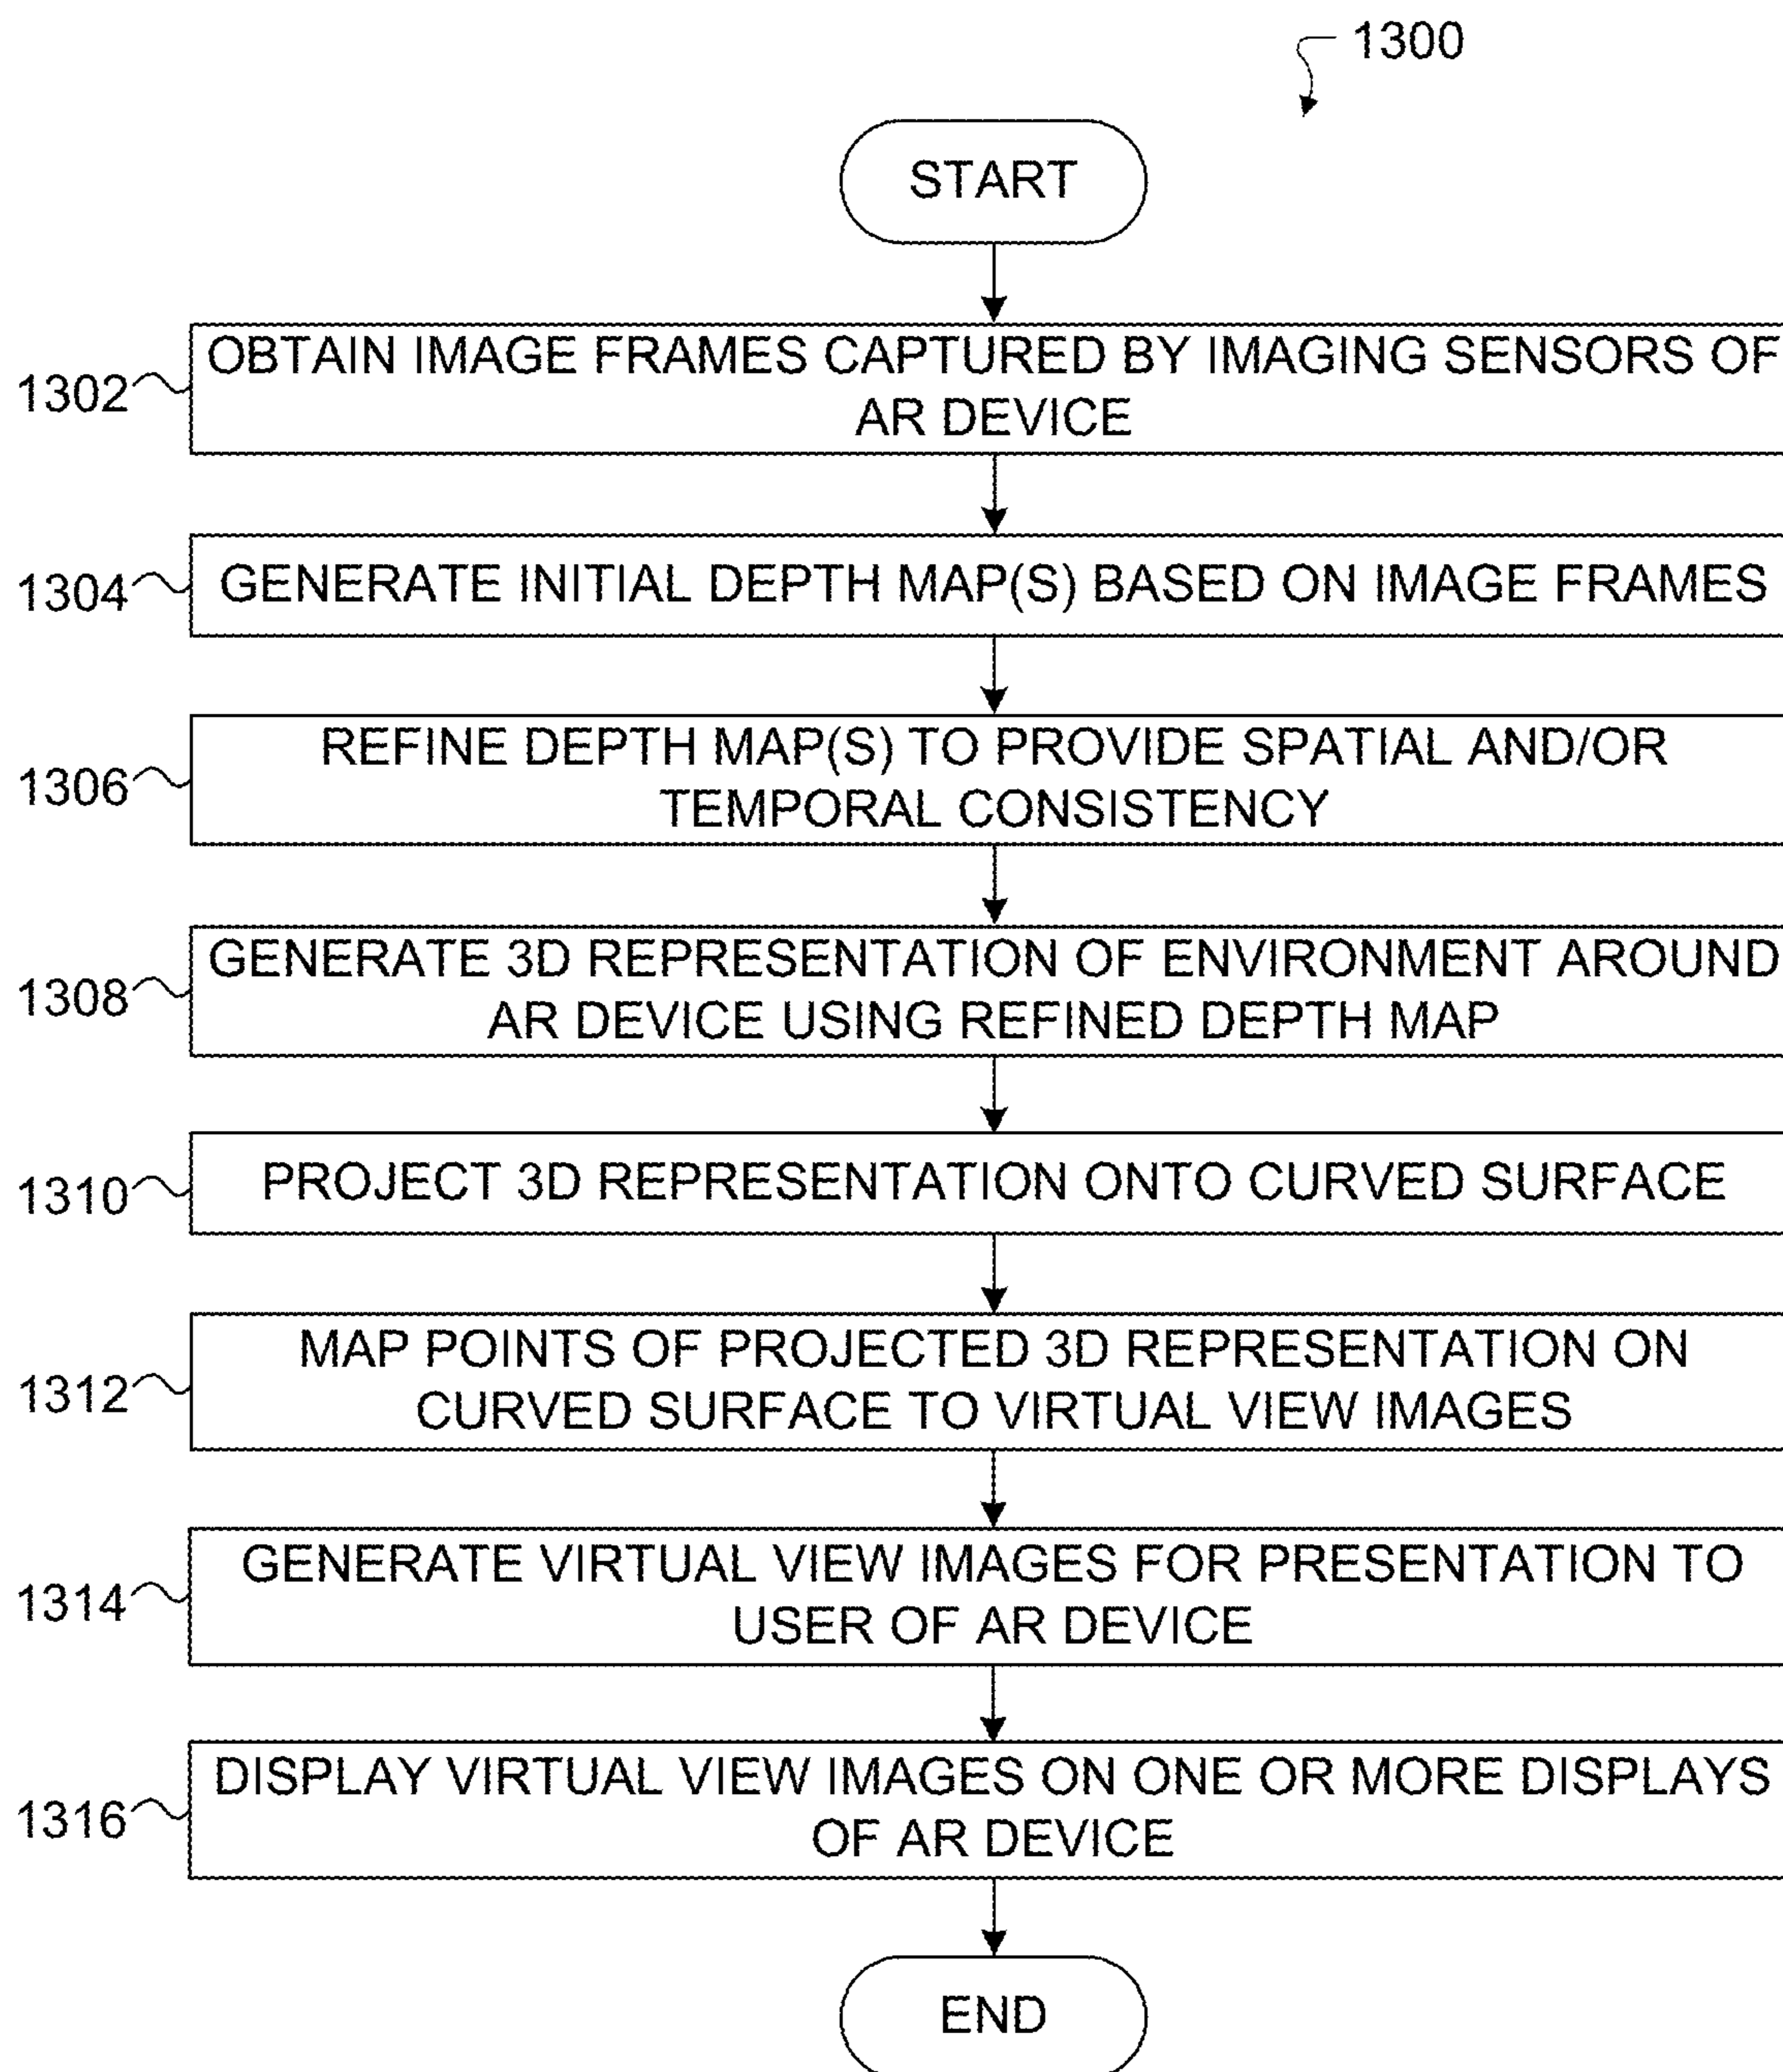 1300
START
1302
OBTAIN IMAGE FRAMES CAPTURED BY IMAGING SENSORS OF
AR DEVICE
1304
GENERATE INITIAL DEPTH MAP(S) BASED ON IMAGE FRAMES
1306
REFINE DEPTH MAP(S) TO PROVIDE SPATIAL AND/OR
TEMPORAL CONSISTENCY
1308
GENERATE 3D REPRESENTATION OF ENVIRONMENT AROUND
AR DEVICE USING REFINED DEPTH MAP
1310
PROJECT 3D REPRESENTATION ONTO CURVED SURFACE
1312
MAP POINTS OF PROJECTED 3D REPRESENTATION ON
CURVED SURFACE TO VIRTUAL VIEW IMAGES
1314
GENERATE VIRTUAL VIEW IMAGES FOR PRESENTATION TO
USER OF AR DEVICE
1316
DISPLAY VIRTUAL VIEW IMAGES ON ONE OR MORE DISPLAYS
OF AR DEVICE
END